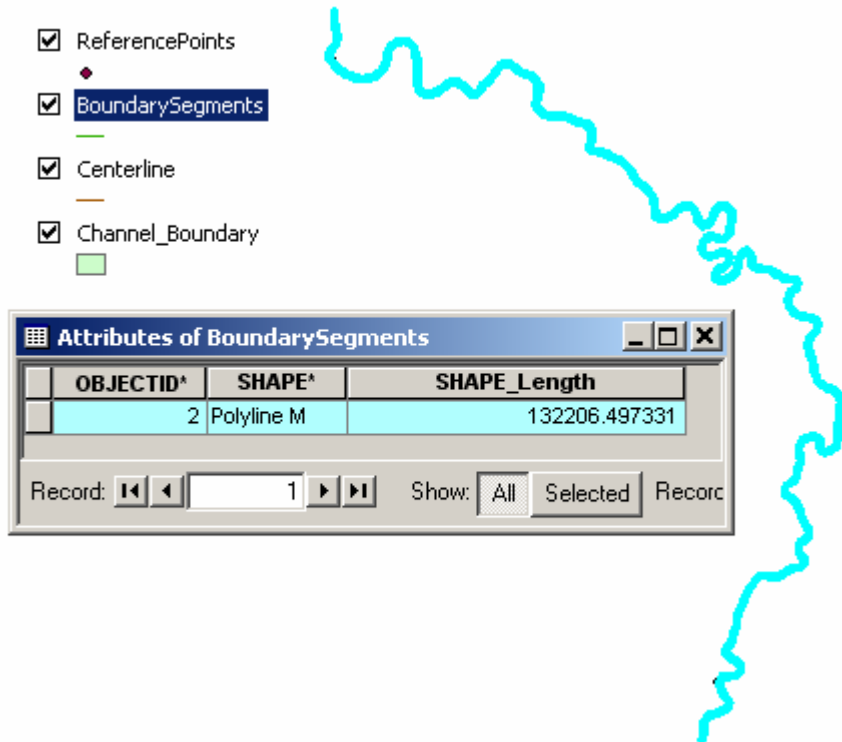 ReferencePoints
BoundarySegments
Centerline
Channel_Boundary
Attributes of BoundarySegments
OBJECTID* SHAPE* SHAPE_Length
2 Polyline M 132206.497331
Record: 1 Show: All Selected Recorc